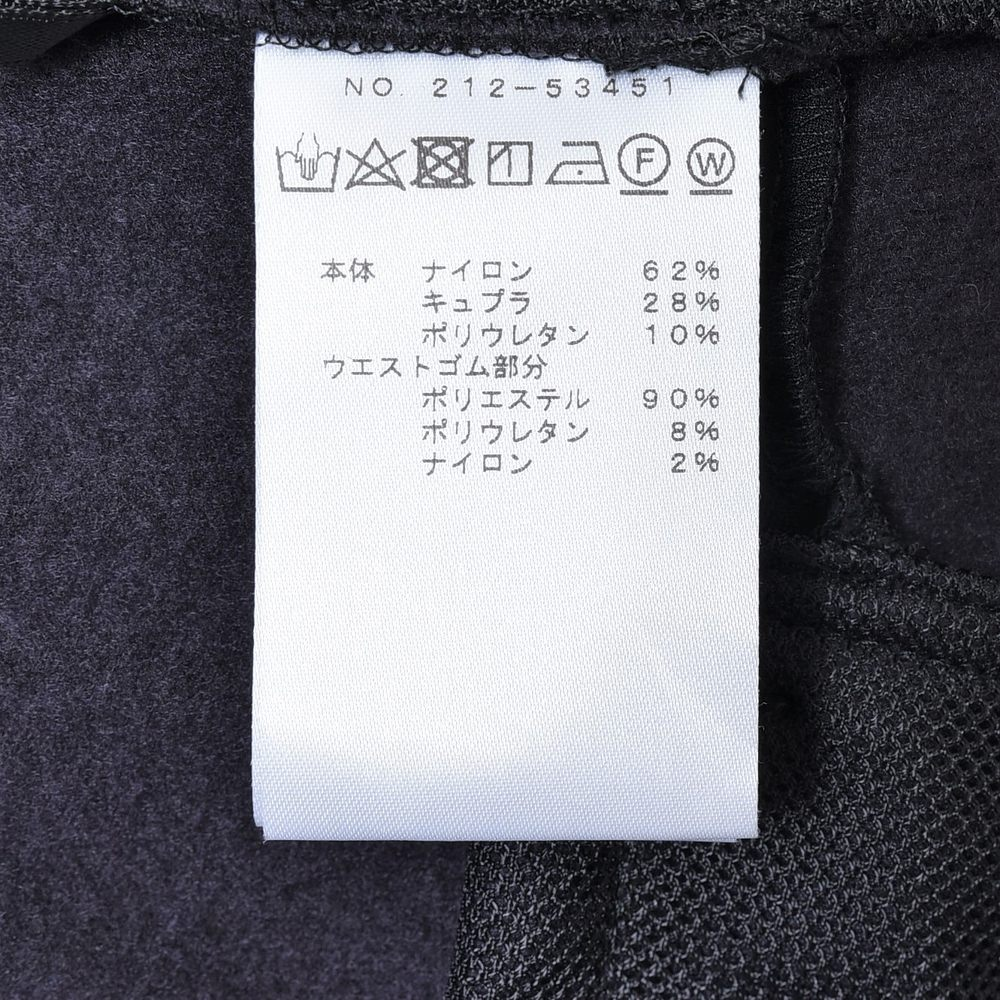 NO. 212-53451
F W
本体 ナイロン 62%
キュプラ 28%
ポリウレタン 10%
ウエストゴム部分
ポリエステル 90%
ポリウレタン 8%
ナイロン 2%